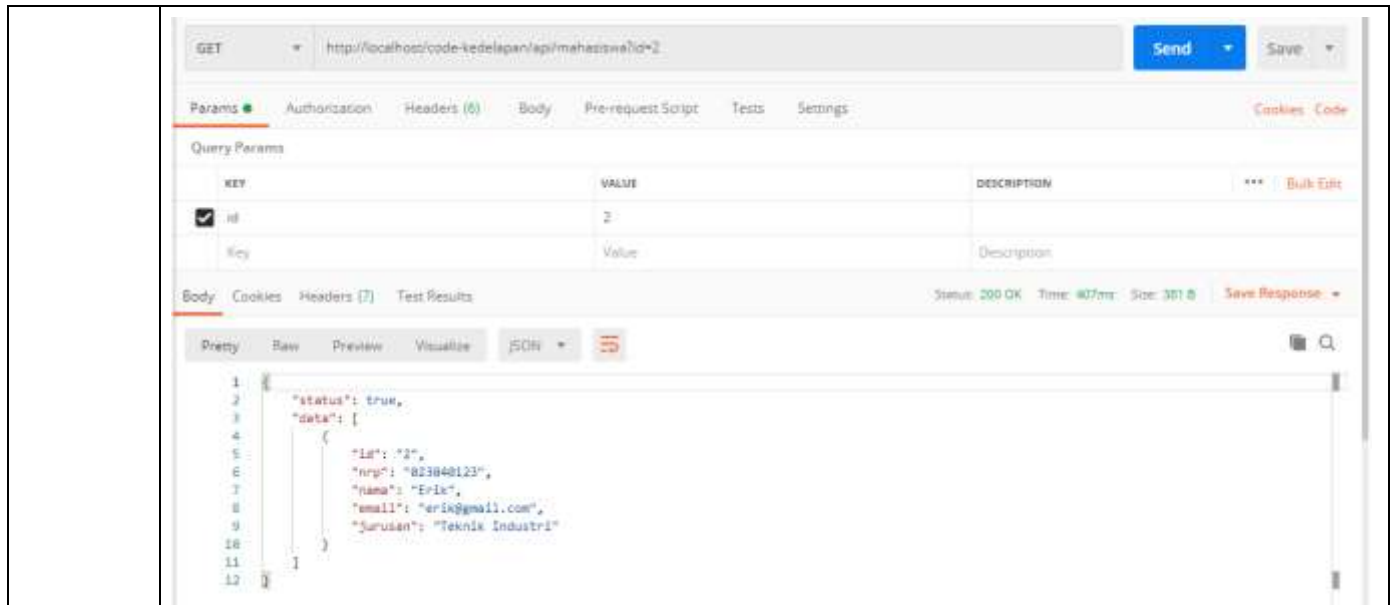 GET http://localhost/code-kedelapan/api/mahasiswa?id=2 Send Save
Params Authorization Headers (6) Body Pre-request Script Tests Settings Cookies Code
Query Params
KEY VALUE DESCRIPTION ••• Bulk Edit
id 2
Key Value Description
Body Cookies Headers (7) Test Results Status: 200 OK Time: 407ms Size: 381 B Save Response
Pretty Raw Preview Visualize JSON
1 {
2 "status": true,
3 "data": [
4 {
5 "id": "2",
6 "nrp": "023040123",
7 "nama": "Erik",
8 "email": "erik@gmail.com",
9 "jurusan": "Teknik Industri"
10 }
11 ]
12 }